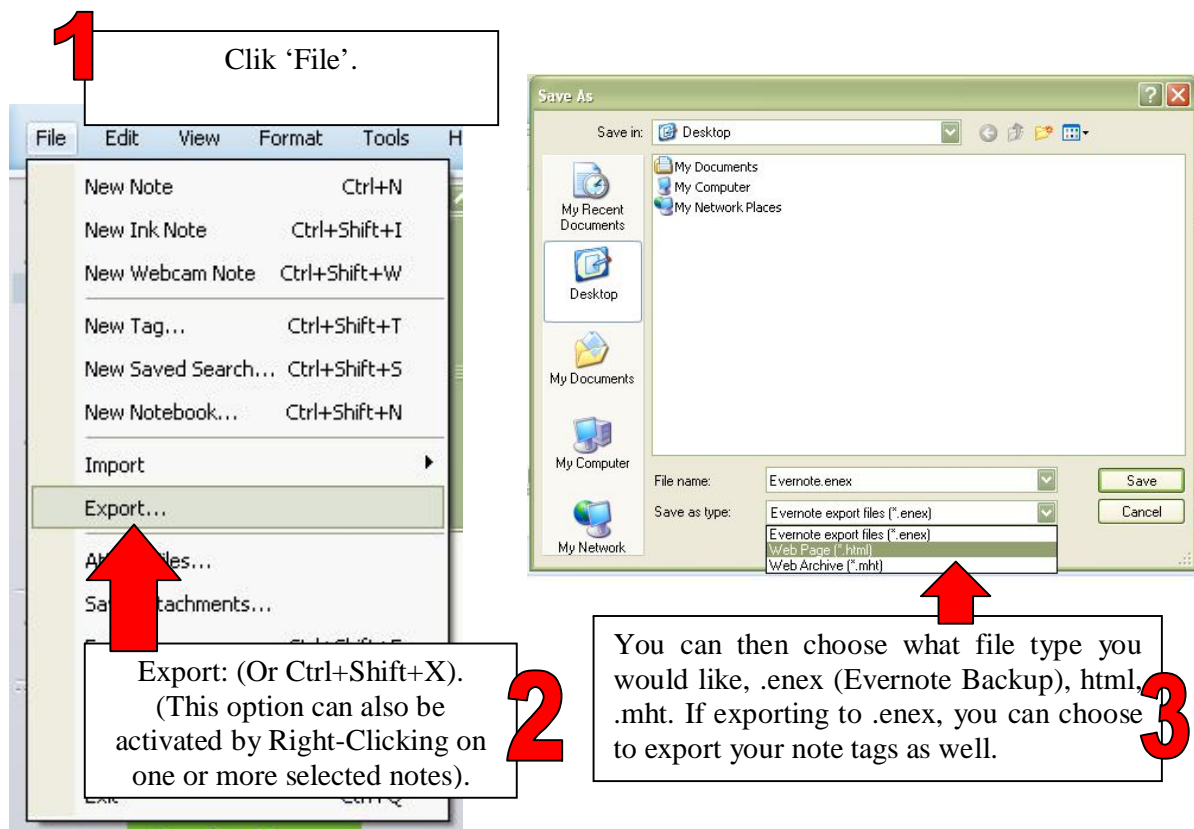 1
Clik ‘File’.
File Edit View Format Tools H
New Note Ctrl+N
New Ink Note Ctrl+Shift+I
New Webcam Note Ctrl+Shift+W
New Tag... Ctrl+Shift+T
New Saved Search... Ctrl+Shift+S
New Notebook... Ctrl+Shift+N
Import
Export...
Export: (Or Ctrl+Shift+X).
(This option can also be
activated by Right-Clicking on
one or more selected notes).
2
Save As
Save in: Desktop
My Documents
My Computer
My Network Places
My Recent
Documents
Desktop
My Documents
My Computer
My Network
File name: Evernote.enex Save
Save as type: Evernote export files (*.enex) Cancel
Evernote export files (*.enex)
Web Page (*.html)
Web Archive (*.mht)
You can then choose what file type you
would like, .enex (Evernote Backup), html,
.mht. If exporting to .enex, you can choose
to export your note tags as well.
3